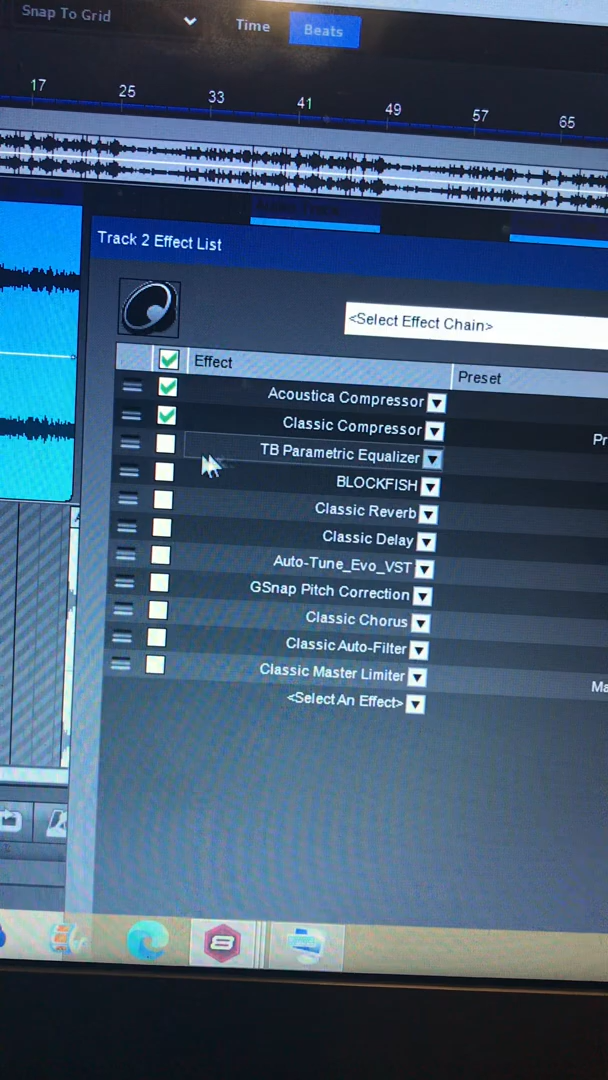 Snap To Grid
Time
Beats
17 25 33 41 49 57 65
Track 2 Effect List
<Select Effect Chain>
Effect
Preset
Acoustica Compressor
Classic Compressor
Pr
TB Parametric Equalizer
BLOCKFISH
Classic Reverb
Classic Delay
Auto-Tune_Evo_VST
GSnap Pitch Correction
Classic Chorus
Classic Auto-Filter
Classic Master Limiter
Ma
<Select An Effect>